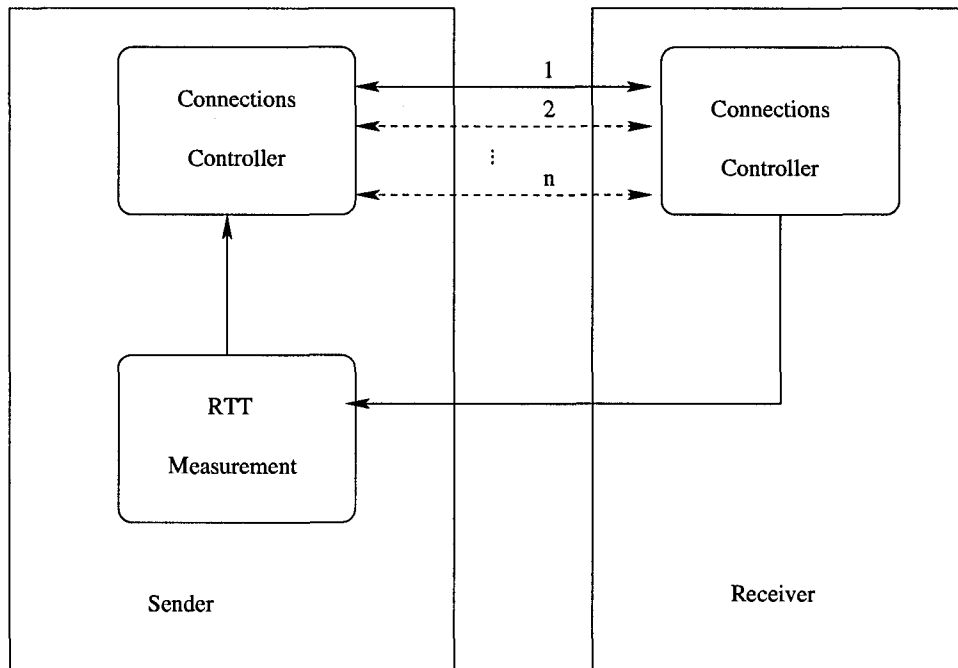 Connections
Controller
1
2
⋮
n
Connections
Controller
RTT
Measurement
Sender
Receiver